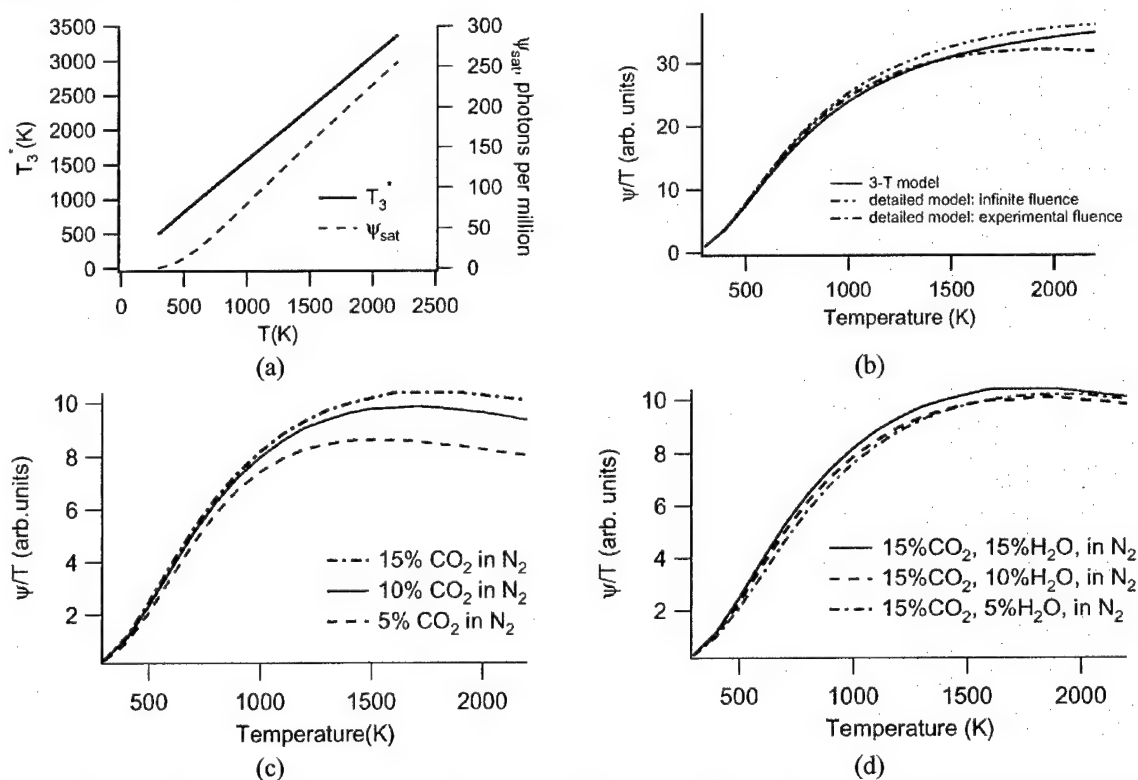 3500
3000
2500
2000
1500
1000
500
0
T3*(K)
300
250
200
150
100
50
0
ψsat, photons per million
T3*
ψsat
0 500 1000 1500 2000 2500
T(K)
(a)
30
20
10
0
ψ/T (arb. units)
3-T model
detailed model: infinite fluence
detailed model: experimental fluence
500 1000 1500 2000
Temperature (K)
(b)
10
8
6
4
2
ψ/T (arb.units)
15% CO2 in N2
10% CO2 in N2
5% CO2 in N2
500 1000 1500 2000
Temperature(K)
(c)
10
8
6
4
2
ψ/T (arb. units)
15%CO2, 15%H2O, in N2
15%CO2, 10%H2O, in N2
15%CO2, 5%H2O, in N2
500 1000 1500 2000
Temperature (K)
(d)